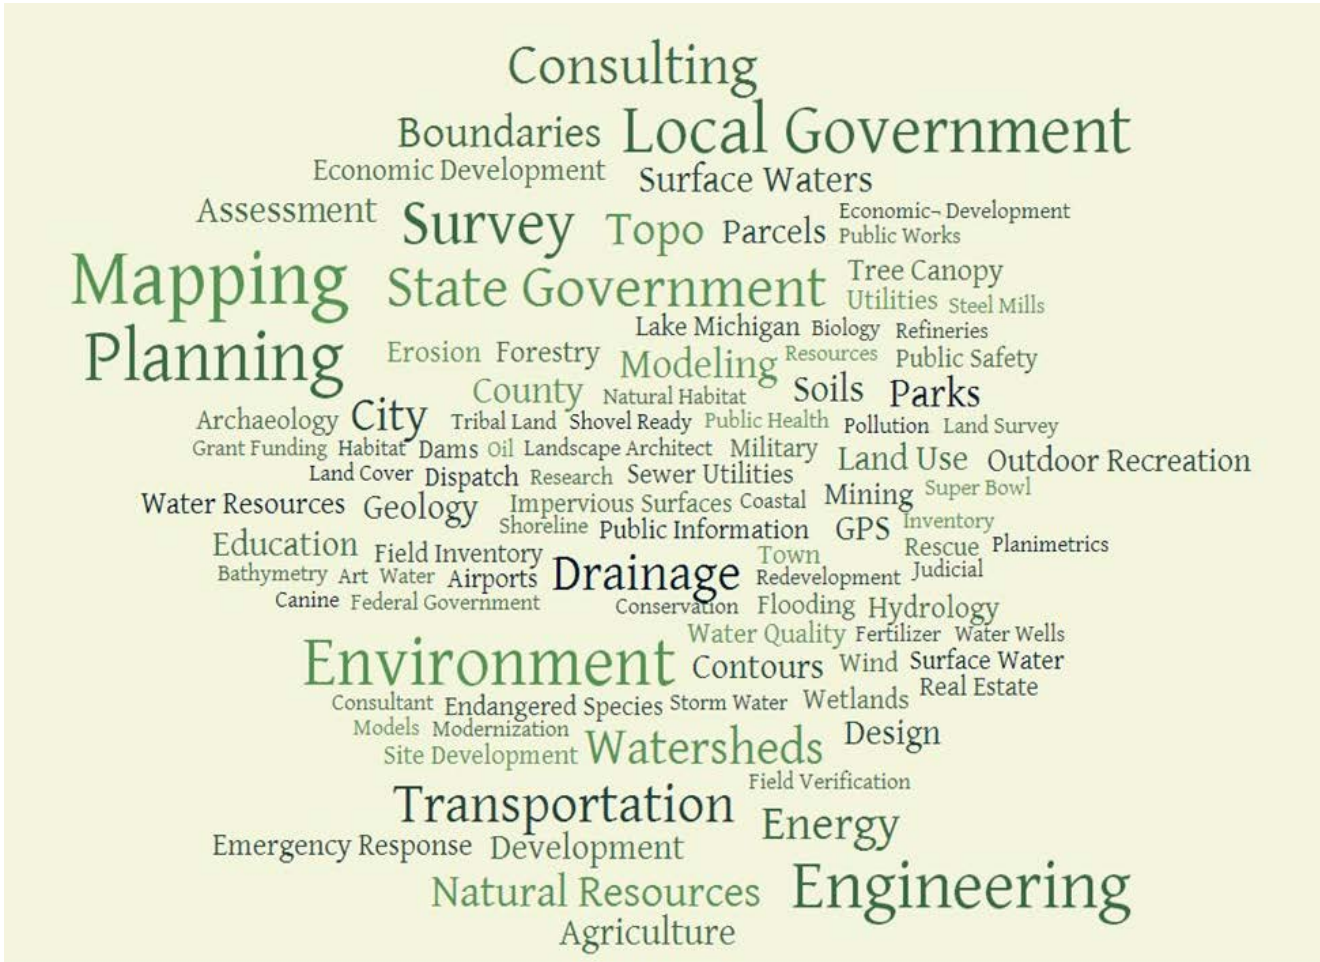 Consulting
Boundaries Local Government
Economic Development Surface Waters
Assessment Survey Topo Parcels Economic¬ Development
Public Works
Mapping State Government Tree Canopy
Utilities Steel Mills
Lake Michigan Biology Refineries
Planning Erosion Forestry Modeling Resources Public Safety
County Natural Habitat Soils Parks
Archaeology City Tribal Land Shovel Ready Public Health Pollution Land Survey
Grant Funding Habitat Dams Oil Landscape Architect Military Land Use Outdoor Recreation
Land Cover Dispatch Research Sewer Utilities
Water Resources Geology Impervious Surfaces Coastal Mining Super Bowl
Shoreline Public Information GPS Inventory
Education Field Inventory Drainage Town Rescue Planimetrics
Bathymetry Art Water Airports Redevelopment Judicial
Canine Federal Government Conservation Flooding Hydrology
Water Quality Fertilizer Water Wells
Environment Contours Wind Surface Water
Consultant Endangered Species Storm Water Wetlands Real Estate
Models Modernization
Site Development Watersheds Design
Field Verification
Transportation Energy
Emergency Response Development
Natural Resources Engineering
Agriculture